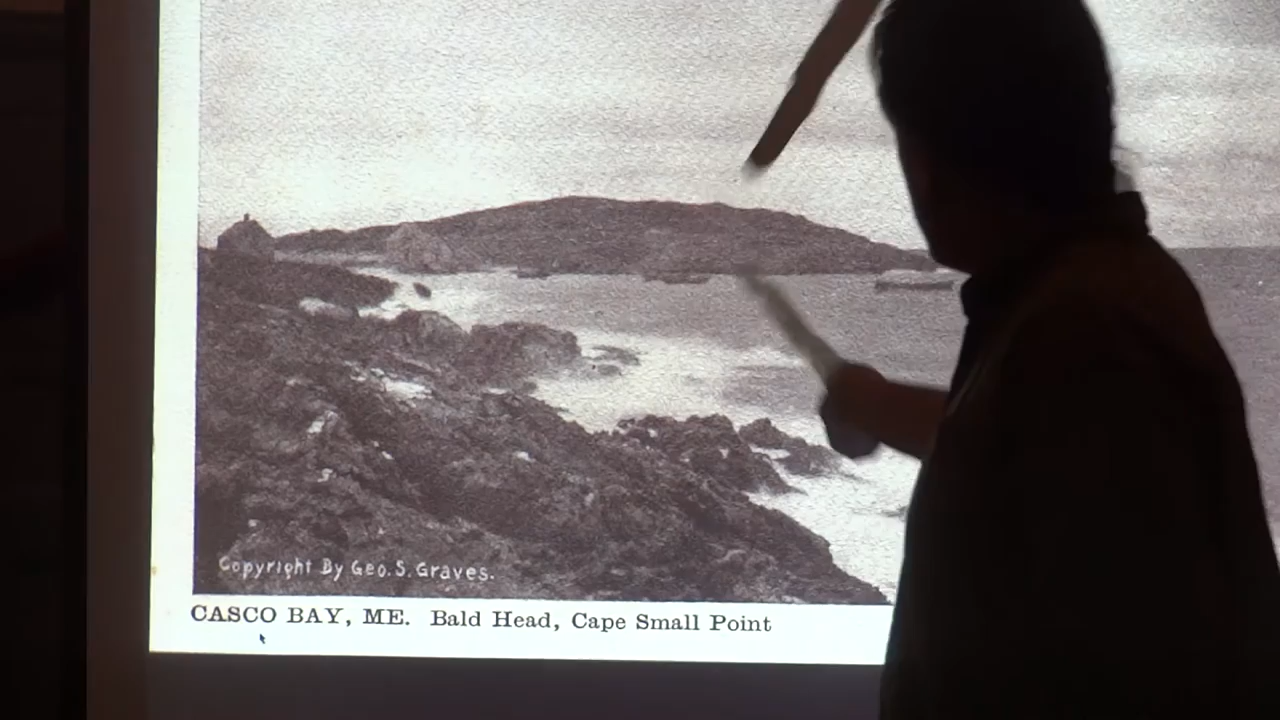 Copyright By Geo. S. Graves.
CASCO BAY, ME. Bald Head, Cape Small Point